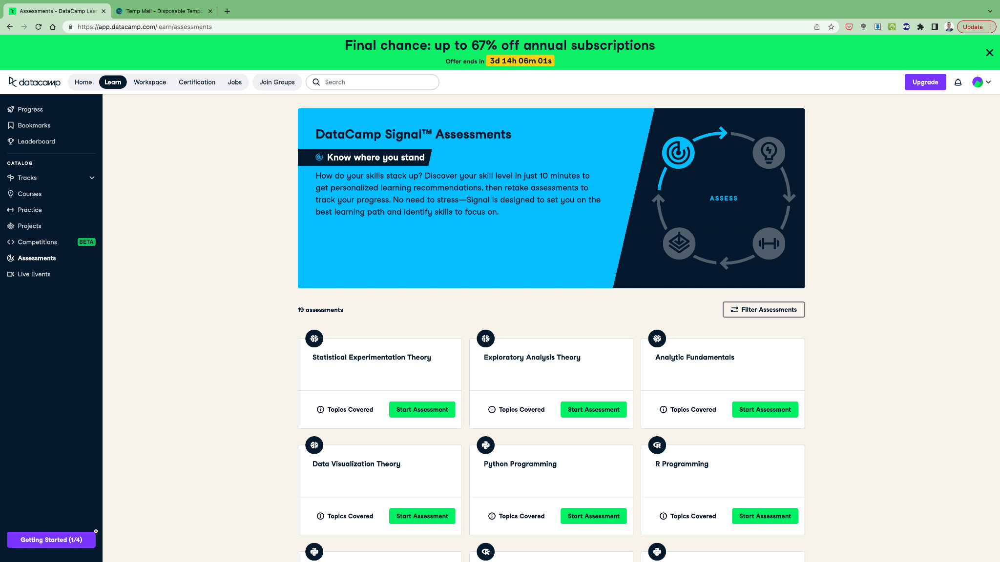 Assessments - DataCamp Lear
Temp Mail - Disposable Tempo
https://app.datacamp.com/learn/assessments
MD
Update
Final chance: up to 67% off annual subscriptions
Offer ends in 3d 14h 06m 01s
datacamp
Home
Learn
Workspace
Certification
Jobs
Join Groups
Search
Upgrade
Progress
Bookmarks
Leaderboard
CATALOG
Tracks
Courses
Practice
Projects
Competitions BETA
Assessments
Live Events
Getting Started (1/4)
DataCamp Signal™ Assessments
Know where you stand
How do your skills stack up? Discover your skill level in just 10 minutes to
get personalized learning recommendations, then retake assessments to
track your progress. No need to stress—Signal is designed to set you on the
best learning path and identify skills to focus on.
ASSESS
19 assessments
Filter Assessments
Statistical Experimentation Theory
Topics Covered
Start Assessment
Exploratory Analysis Theory
Topics Covered
Start Assessment
Analytic Fundamentals
Topics Covered
Start Assessment
Data Visualization Theory
Topics Covered
Start Assessment
Python Programming
Topics Covered
Start Assessment
R Programming
Topics Covered
Start Assessment